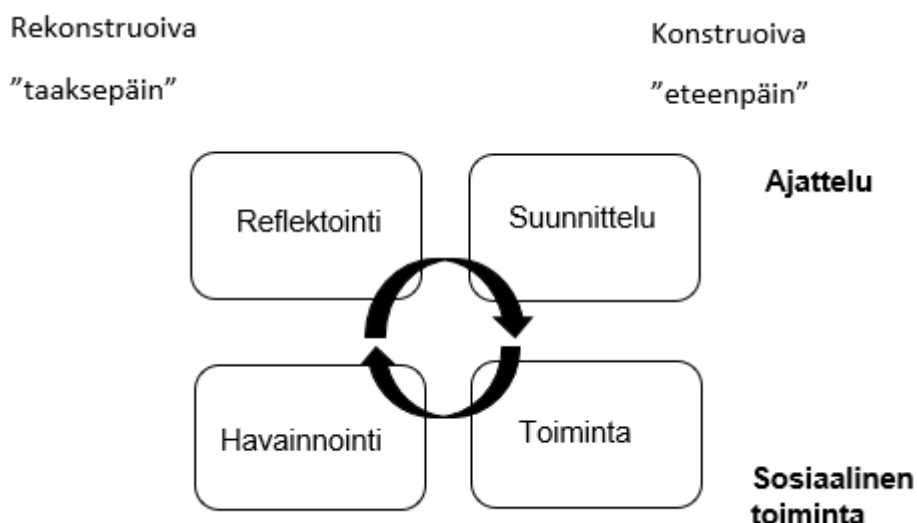 Rekonstruoiva
”taaksepäin”
Konstruoiva
”eteenpäin”
Ajattelu
Reflektointi
Suunnittelu
Havainnointi
Toiminta
Sosiaalinen
toiminta